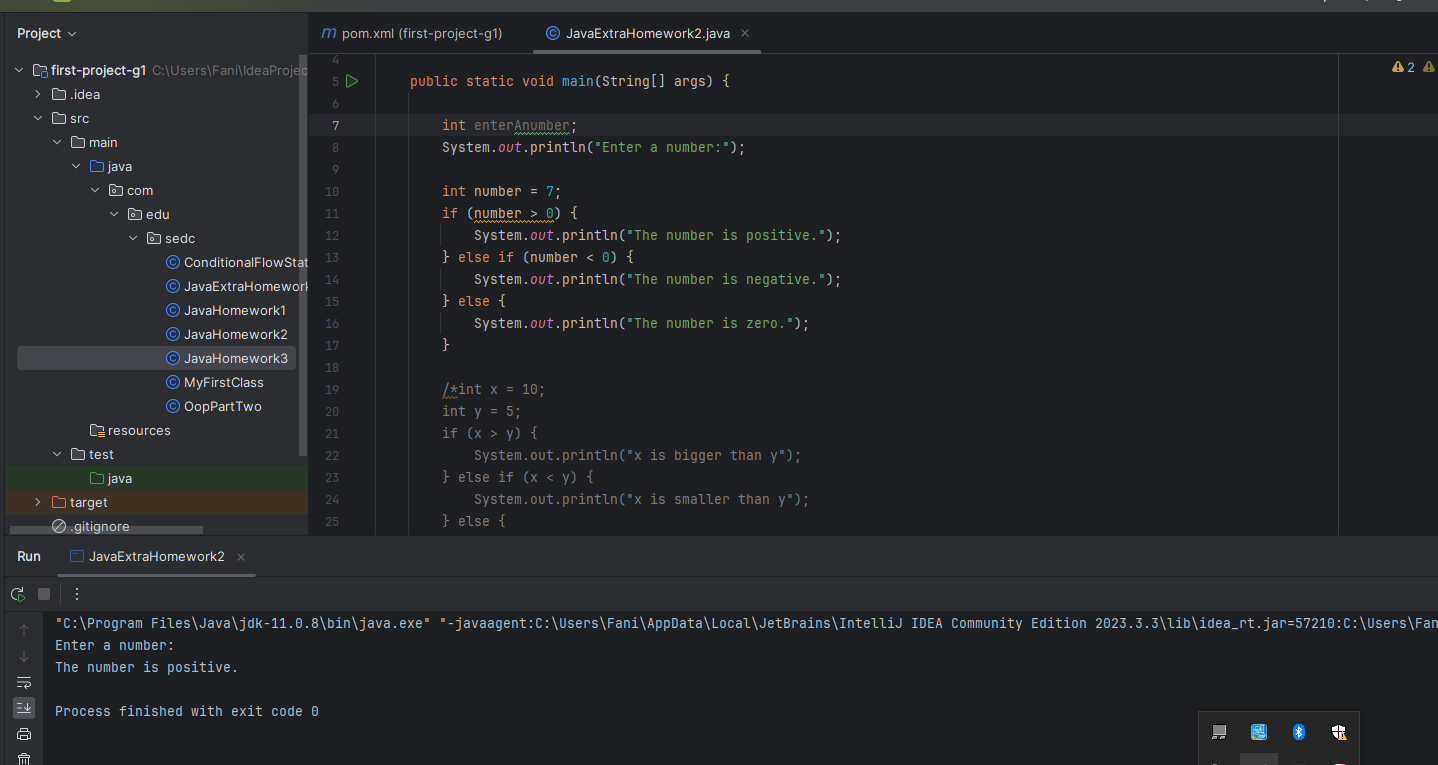 Project
pom.xml (first-project-g1)
JavaExtraHomework2.java
first-project-g1 C:\Users\Fani\IdeaProjec
.idea
src
main
java
com
edu
sedc
ConditionalFlowStat
JavaExtraHomework
JavaHomework1
JavaHomework2
JavaHomework3
MyFirstClass
OopPartTwo
resources
test
java
target
.gitignore
2
4
5 public static void main(String[] args) {
6
7 int enterAnumber;
8 System.out.println("Enter a number:");
9
10 int number = 7;
11 if (number > 0) {
12 System.out.println("The number is positive.");
13 } else if (number < 0) {
14 System.out.println("The number is negative.");
15 } else {
16 System.out.println("The number is zero.");
17 }
18
19 /*int x = 10;
20 int y = 5;
21 if (x > y) {
22 System.out.println("x is bigger than y");
23 } else if (x < y) {
24 System.out.println("x is smaller than y");
25 } else {
Run
JavaExtraHomework2
"C:\Program Files\Java\jdk-11.0.8\bin\java.exe" "-javaagent:C:\Users\Fani\AppData\Local\JetBrains\IntelliJ IDEA Community Edition 2023.3.3\lib\idea_rt.jar=57210:C:\Users\Fan
Enter a number:
The number is positive.
Process finished with exit code 0